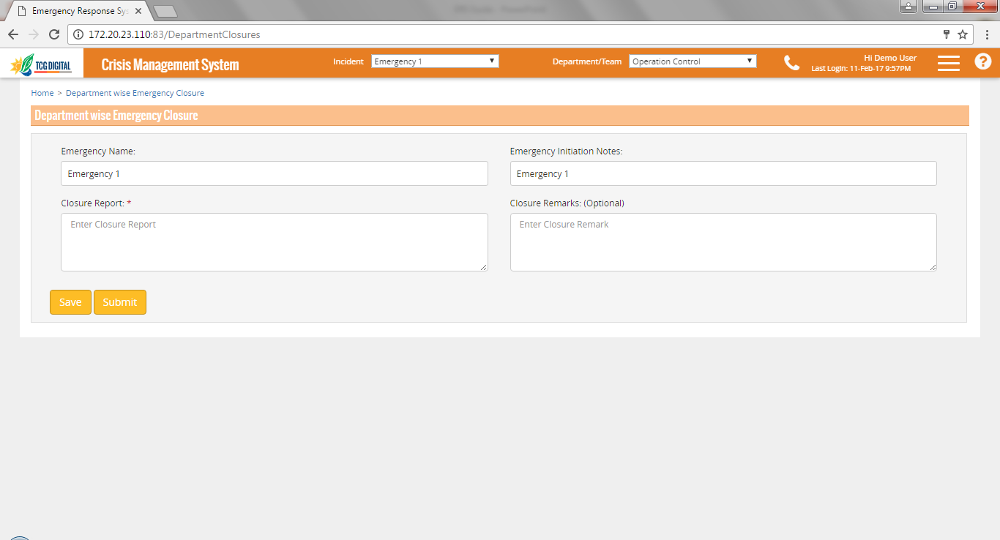 Emergency Response Sys
172.20.23.110:83/DepartmentClosures
TCG DIGITAL
Crisis Management System
Incident
Emergency 1
Department/Team
Operation Control
Hi Demo User
Last Login: 11-Feb-17 9:57PM
?
Home > Department wise Emergency Closure
Department wise Emergency Closure
Emergency Name:
Emergency Initiation Notes:
Emergency 1
Emergency 1
Closure Report: *
Closure Remarks: (Optional)
Enter Closure Report
Enter Closure Remark
Save
Submit